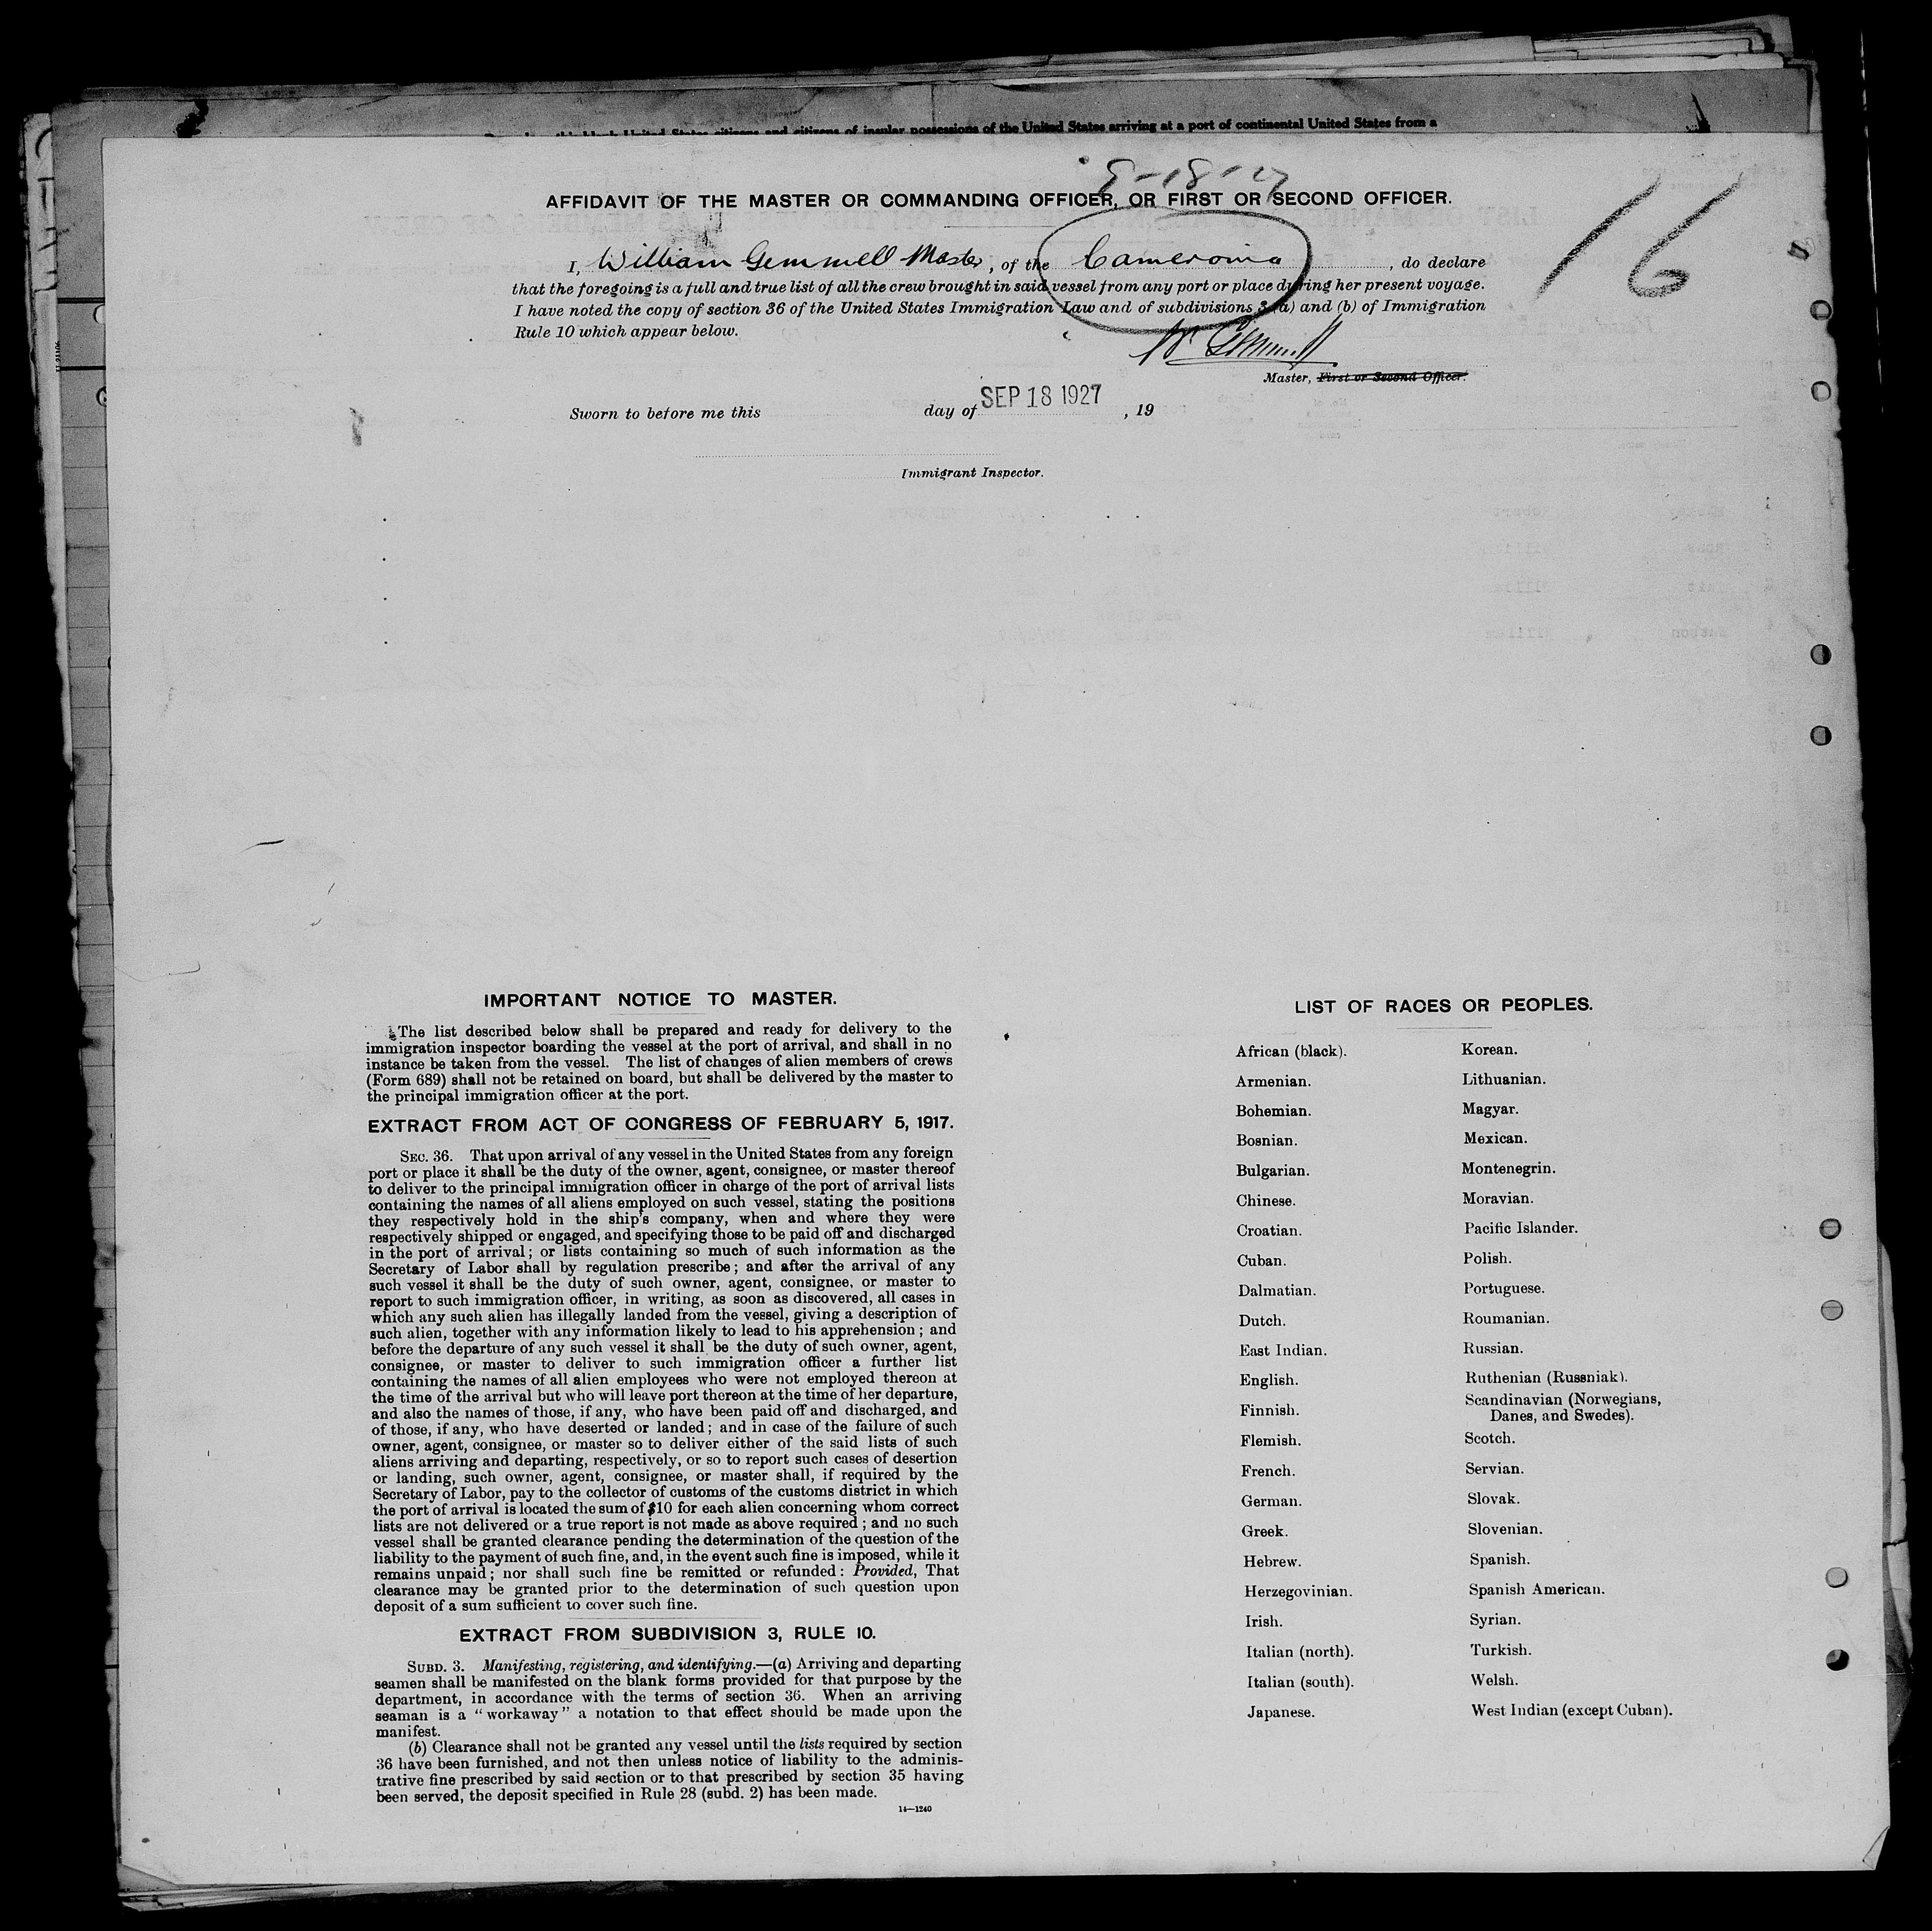 of insular possessions of the United States arriving at a port of continental United States from a
9-18-27
AFFIDAVIT OF THE MASTER OR COMMANDING OFFICER, OR FIRST OR SECOND OFFICER.
16
I, William Gemmell Master, of the Cameronia, do declare
that the foregoing is a full and true list of all the crew brought in said vessel from any port or place during her present voyage.
I have noted the copy of section 36 of the United States Immigration Law and of subdivisions 3 (a) and (b) of Immigration
Rule 10 which appear below.
W Gemmell
Master, First or Second Officer.
Sworn to before me this day of SEP 18 1927, 19
Immigrant Inspector.
IMPORTANT NOTICE TO MASTER.
The list described below shall be prepared and ready for delivery to the
immigration inspector boarding the vessel at the port of arrival, and shall in no
instance be taken from the vessel. The list of changes of alien members of crews
(Form 689) shall not be retained on board, but shall be delivered by the master to
the principal immigration officer at the port.
EXTRACT FROM ACT OF CONGRESS OF FEBRUARY 5, 1917.
SEC. 36. That upon arrival of any vessel in the United States from any foreign
port or place it shall be the duty of the owner, agent, consignee, or master thereof
to deliver to the principal immigration officer in charge of the port of arrival lists
containing the names of all aliens employed on such vessel, stating the positions
they respectively hold in the ship's company, when and where they were
respectively shipped or engaged, and specifying those to be paid off and discharged
in the port of arrival; or lists containing so much of such information as the
Secretary of Labor shall by regulation prescribe; and after the arrival of any
such vessel it shall be the duty of such owner, agent, consignee, or master to
report to such immigration officer, in writing, as soon as discovered, all cases in
which any such alien has illegally landed from the vessel, giving a description of
such alien, together with any information likely to lead to his apprehension; and
before the departure of any such vessel it shall be the duty of such owner, agent,
consignee, or master to deliver to such immigration officer a further list
containing the names of all alien employees who were not employed thereon at
the time of the arrival but who will leave port thereon at the time of her departure,
and also the names of those, if any, who have been paid off and discharged, and
of those, if any, who have deserted or landed; and in case of the failure of such
owner, agent, consignee, or master so to deliver either of the said lists of such
aliens arriving and departing, respectively, or so to report such cases of desertion
or landing, such owner, agent, consignee, or master shall, if required by the
Secretary of Labor, pay to the collector of customs of the customs district in which
the port of arrival is located the sum of $10 for each alien concerning whom correct
lists are not delivered or a true report is not made as above required; and no such
vessel shall be granted clearance pending the determination of the question of the
liability to the payment of such fine, and, in the event such fine is imposed, while it
remains unpaid; nor shall such fine be remitted or refunded: Provided, That
clearance may be granted prior to the determination of such question upon
deposit of a sum sufficient to cover such fine.
EXTRACT FROM SUBDIVISION 3, RULE 10.
SUBD. 3. Manifesting, registering, and identifying.—(a) Arriving and departing
seamen shall be manifested on the blank forms provided for that purpose by the
department, in accordance with the terms of section 36. When an arriving
seaman is a "workaway" a notation to that effect should be made upon the
manifest.
(b) Clearance shall not be granted any vessel until the lists required by section
36 have been furnished, and not then unless notice of liability to the adminis-
trative fine prescribed by said section or to that prescribed by section 35 having
been served, the deposit specified in Rule 28 (subd. 2) has been made.
14—1240
LIST OF RACES OR PEOPLES.
African (black).
Armenian.
Bohemian.
Bosnian.
Bulgarian.
Chinese.
Croatian.
Cuban.
Dalmatian.
Dutch.
East Indian.
English.
Finnish.
Flemish.
French.
German.
Greek.
Hebrew.
Herzegovinian.
Irish.
Italian (north).
Italian (south).
Japanese.
Korean.
Lithuanian.
Magyar.
Mexican.
Montenegrin.
Moravian.
Pacific Islander.
Polish.
Portuguese.
Roumanian.
Russian.
Ruthenian (Russniak).
Scandinavian (Norwegians,
Danes, and Swedes).
Scotch.
Servian.
Slovak.
Slovenian.
Spanish.
Spanish American.
Syrian.
Turkish.
Welsh.
West Indian (except Cuban).